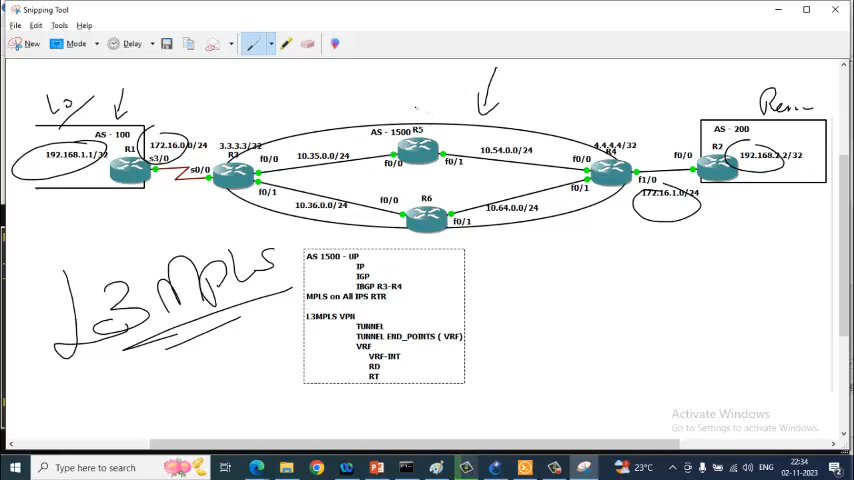 Snipping Tool
File Edit Tools Help
New Mode Delay
Lo
AS - 100
R1
192.168.1.1/32
s3/0
172.16.0.0/24
s0/0
3.3.3.3/32
R3
f0/0
f0/1
10.35.0.0/24
10.36.0.0/24
AS - 1500
R5
f0/0
f0/1
R6
f0/0
f0/1
10.54.0.0/24
10.64.0.0/24
4.4.4.4/32
R4
f0/0
f0/1
f1/0
172.16.1.0/24
AS - 200
f0/0
R2
192.168.2.2/32
L3 MPLS
AS 1500 - UP
IP
IGP
IBGP R3-R4
MPLS on All IPS RTR
L3MPLS VPN
TUNNEL
TUNNEL END_POINTS ( VRF)
VRF
VRF-INT
RD
RT
Activate Windows
Go to Settings to activate Windows.
Type here to search
23°C
ENG
22:34
02-11-2023
2